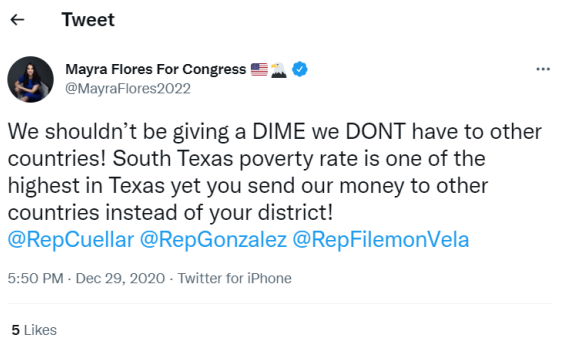 Tweet
Mayra Flores For Congress 🇺🇸🦅
@MayraFlores2022
We shouldn’t be giving a DIME we DONT have to other
countries! South Texas poverty rate is one of the
highest in Texas yet you send our money to other
countries instead of your district!
@RepCuellar @RepGonzalez @RepFilemonVela
5:50 PM · Dec 29, 2020 · Twitter for iPhone
5 Likes